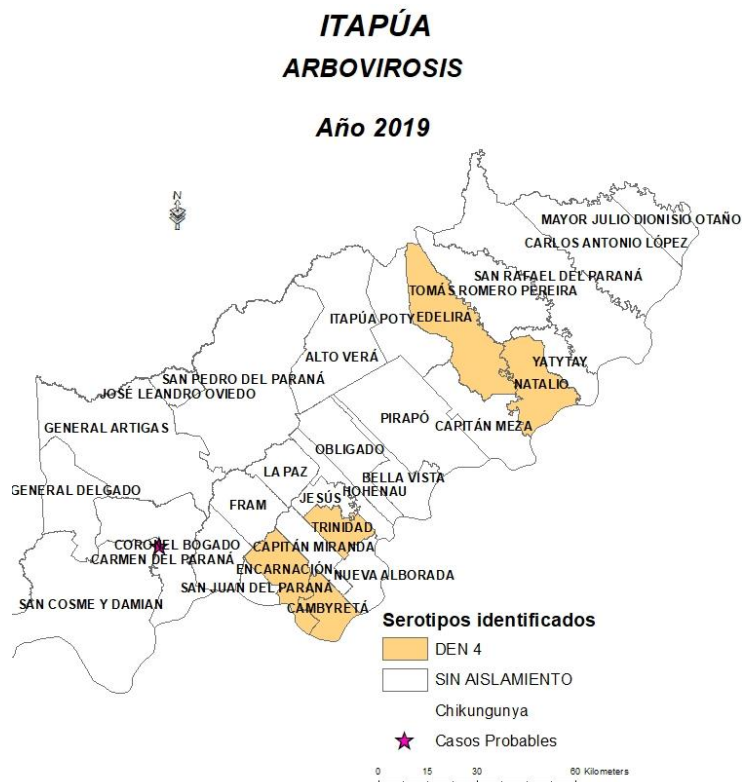 ITAPÚA
ARBOVIROSIS
Año 2019
N
MAYOR JULIO DIONISIO OTAÑO
CARLOS ANTONIO LÓPEZ
SAN RAFAEL DEL PARANÁ
TOMÁS ROMERO PEREIRA
ITAPÚA POTY
EDELIRA
ALTO VERÁ
YATYTAY
SAN PEDRO DEL PARANÁ
NATALIO
JOSÉ LEANDRO OVIEDO
PIRAPÓ
GENERAL ARTIGAS
CAPITÁN MEZA
OBLIGADO
LA PAZ
BELLA VISTA
GENERAL DELGADO
JESÚS
HOHENAU
FRAM
TRINIDAD
CORONEL BOGADO
CAPITÁN MIRANDA
CARMEN DEL PARANÁ
ENCARNACIÓN
NUEVA ALBORADA
SAN JUAN DEL PARANÁ
SAN COSME Y DAMIAN
CAMBYRETÁ
Serotipos identificados
DEN 4
SIN AISLAMIENTO
Chikungunya
Casos Probables
0 15 30 60 Kilometers